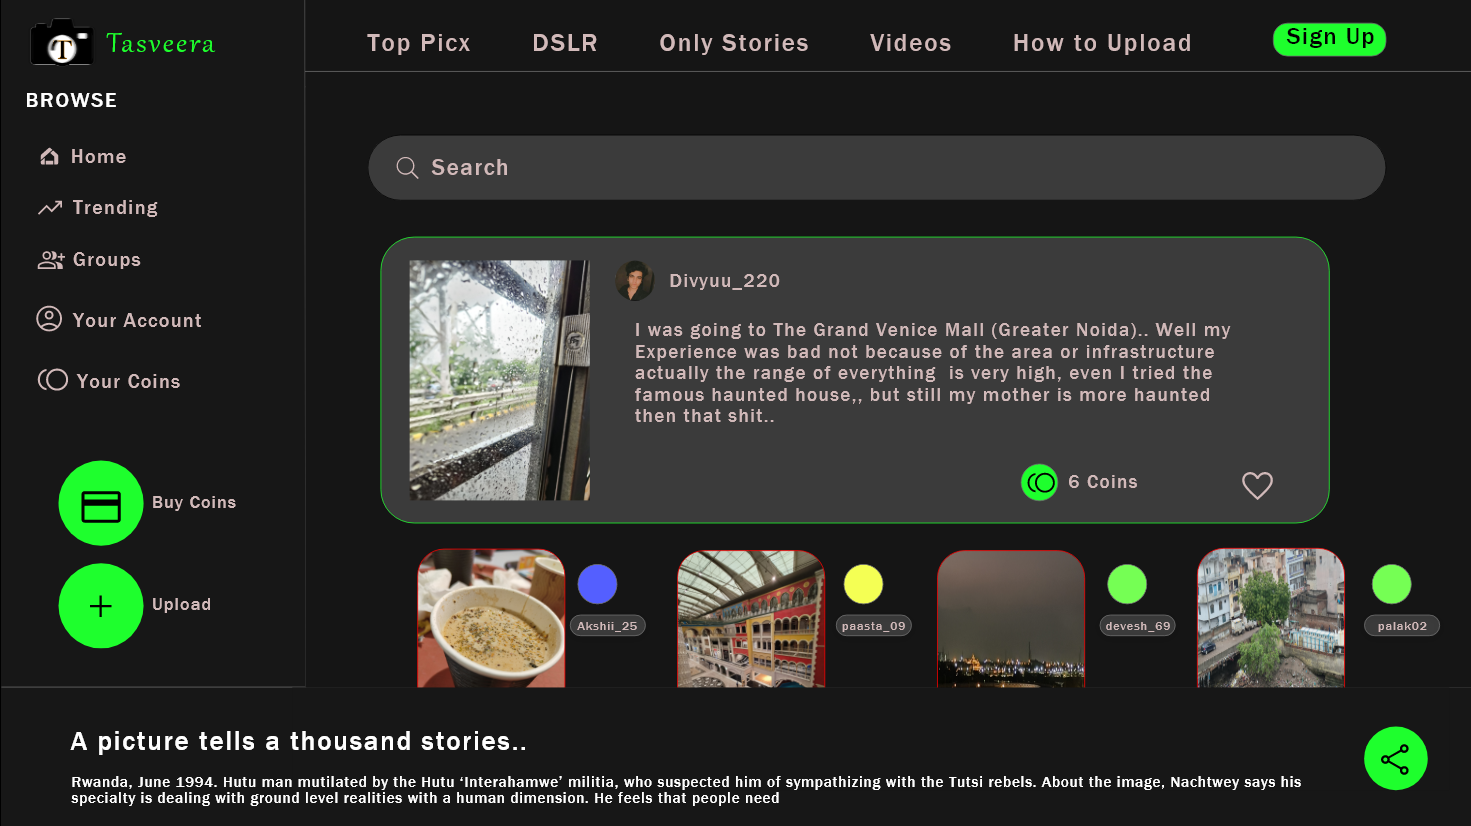 T
Tasveera
Top Picx
DSLR
Only Stories
Videos
How to Upload
Sign Up
BROWSE
Home
Trending
Groups
Your Account
Your Coins
Buy Coins
Upload
Search
Divyuu_220
I was going to The Grand Venice Mall (Greater Noida).. Well my
Experience was bad not because of the area or infrastructure
actually the range of everything  is very high, even I tried the
famous haunted house,, but still my mother is more haunted
then that shit..
6 Coins
Akshii_25
paasta_09
devesh_69
palak02
A picture tells a thousand stories..
Rwanda, June 1994. Hutu man mutilated by the Hutu ‘Interahamwe’ militia, who suspected him of sympathizing with the Tutsi rebels. About the image, Nachtwey says his
specialty is dealing with ground level realities with a human dimension. He feels that people need